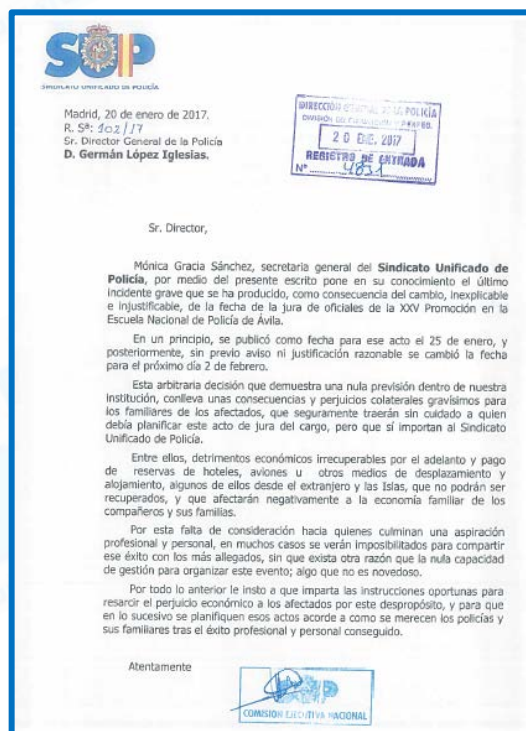 SUP
SINDICATO UNIFICADO DE POLICÍA
Madrid, 20 de enero de 2017.
R. Sª: 102/17
Sr. Director General de la Policía
D. Germán López Iglesias.
DIRECCIÓN GENERAL DE LA POLICÍA
DIVISIÓN DE FORMACIÓN Y PERFEC.
20 ENE. 2017
REGISTRO DE ENTRADA
Nº 4831
Sr. Director,
Mónica Gracia Sánchez, secretaria general del Sindicato Unificado de
Policía, por medio del presente escrito pone en su conocimiento el último
incidente grave que se ha producido, como consecuencia del cambio, inexplicable
e injustificable, de la fecha de la jura de oficiales de la XXV Promoción en la
Escuela Nacional de Policía de Ávila.
En un principio, se publicó como fecha para ese acto el 25 de enero, y
posteriormente, sin previo aviso ni justificación razonable se cambió la fecha
para el próximo día 2 de febrero.
Esta arbitraria decisión que demuestra una nula previsión dentro de nuestra
institución, conlleva unas consecuencias y perjuicios colaterales gravísimos para
los familiares de los afectados, que seguramente traerán sin cuidado a quien
debía planificar este acto de jura del cargo, pero que sí importan al Sindicato
Unificado de Policía.
Entre ellos, detrimentos económicos irrecuperables por el adelanto y pago
de reservas de hoteles, aviones u otros medios de desplazamiento y
alojamiento, algunos de ellos desde el extranjero y las Islas, que no podrán ser
recuperados, y que afectarán negativamente a la economía familiar de los
compañeros y sus familias.
Por esta falta de consideración hacia quienes culminan una aspiración
profesional y personal, en muchos casos se verán imposibilitados para compartir
ese éxito con los más allegados, sin que exista otra razón que la nula capacidad
de gestión para organizar este evento; algo que no es novedoso.
Por todo lo anterior le insto a que imparta las instrucciones oportunas para
resarcir el perjuicio económico a los afectados por este despropósito, y para que
en lo sucesivo se planifiquen esos actos acorde a como se merecen los policías y
sus familiares tras el éxito profesional y personal conseguido.
Atentamente
SUP
COMISIÓN EJECUTIVA NACIONAL